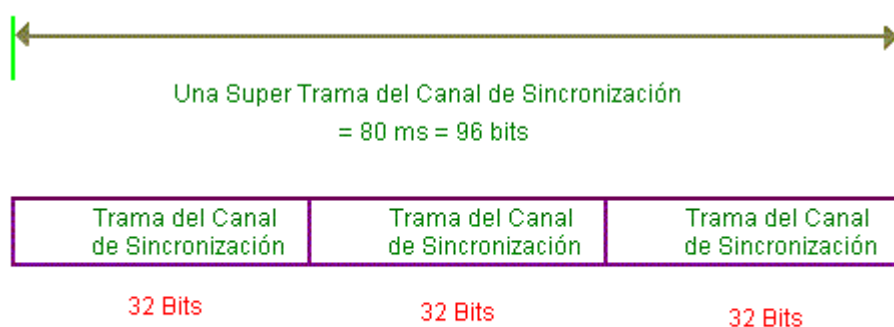 Una Super Trama del Canal de Sincronización
= 80 ms = 96 bits
Trama del Canal
de Sincronización
Trama del Canal
de Sincronización
Trama del Canal
de Sincronización
32 Bits
32 Bits
32 Bits